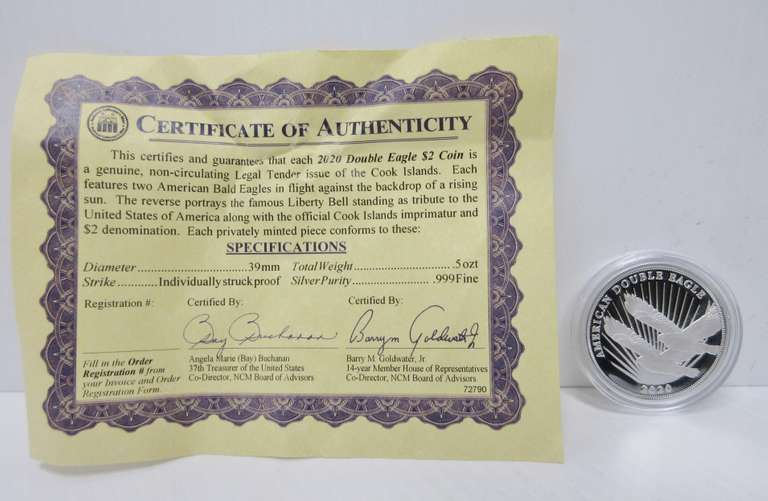 CERTIFICATE OF AUTHENTICITY
This certifies and guarantees that each 2020 Double Eagle $2 Coin is
a genuine, non-circulating Legal Tender issue of the Cook Islands. Each
features two American Bald Eagles in flight against the backdrop of a rising
sun. The reverse portrays the famous Liberty Bell standing as tribute to the
United States of America along with the official Cook Islands imprimatur and
$2 denomination. Each privately minted piece conforms to these:
SPECIFICATIONS
Diameter..............................39mm Total Weight............................5ozt
Strike............Individually struck proof Silver Purity.....................999 Fine
Registration #: Certified By: Certified By:
Bay Buchanan Barry M Goldwater Jr
Fill in the Order
Registration # from
your Invoice and Order
Registration Form.
Angela Marie (Bay) Buchanan
37th Treasurer of the United States
Co-Director, NCM Board of Advisors
Barry M. Goldwater, Jr.
14-year Member House of Representatives
Co-Director, NCM Board of Advisors
72790
AMERICAN DOUBLE EAGLE
2020